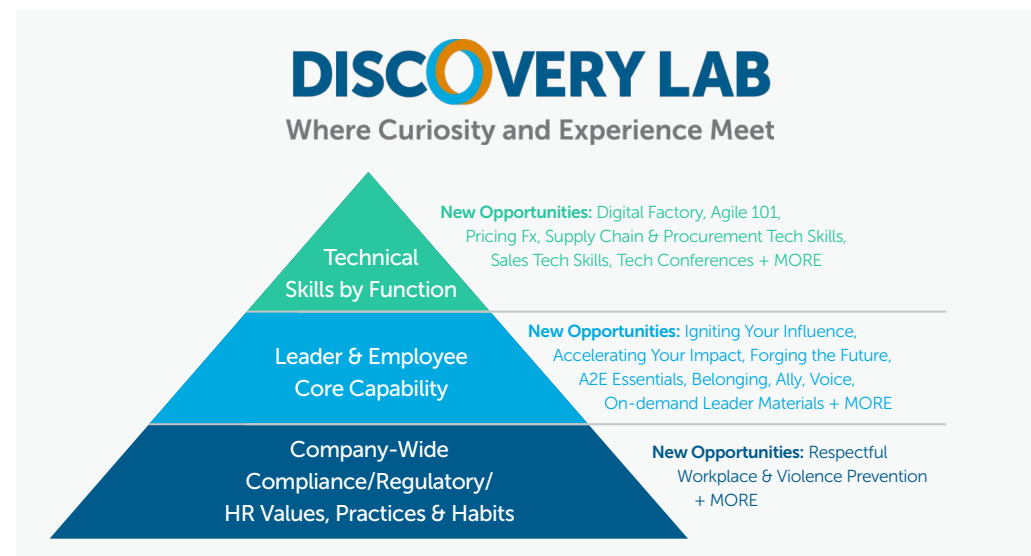 DISCOVERY LAB
Where Curiosity and Experience Meet
Technical
Skills by Function
New Opportunities: Digital Factory, Agile 101,
Pricing Fx, Supply Chain & Procurement Tech Skills,
Sales Tech Skills, Tech Conferences + MORE
Leader & Employee
Core Capability
New Opportunities: Igniting Your Influence,
Accelerating Your Impact, Forging the Future,
A2E Essentials, Belonging, Ally, Voice,
On-demand Leader Materials + MORE
Company-Wide
Compliance/Regulatory/
HR Values, Practices & Habits
New Opportunities: Respectful
Workplace & Violence Prevention
+ MORE